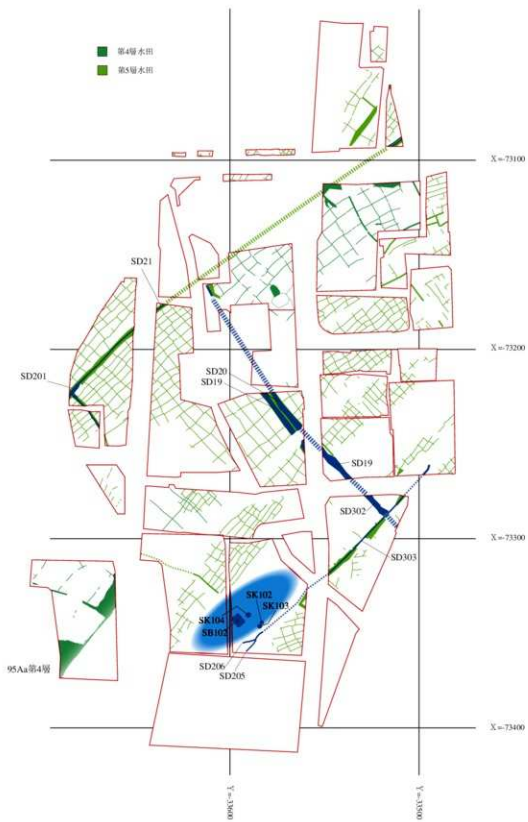 第4層水田
第5層水田
X=-73100
SD21
X=-73200
SD201
SD20
SD19
SD19
SD302
X=-73300
SD303
SK102
SK103
SK104
SB102
95Aa第4層
SD206
SD205
X=-73400
Y=-33600
Y=-33500